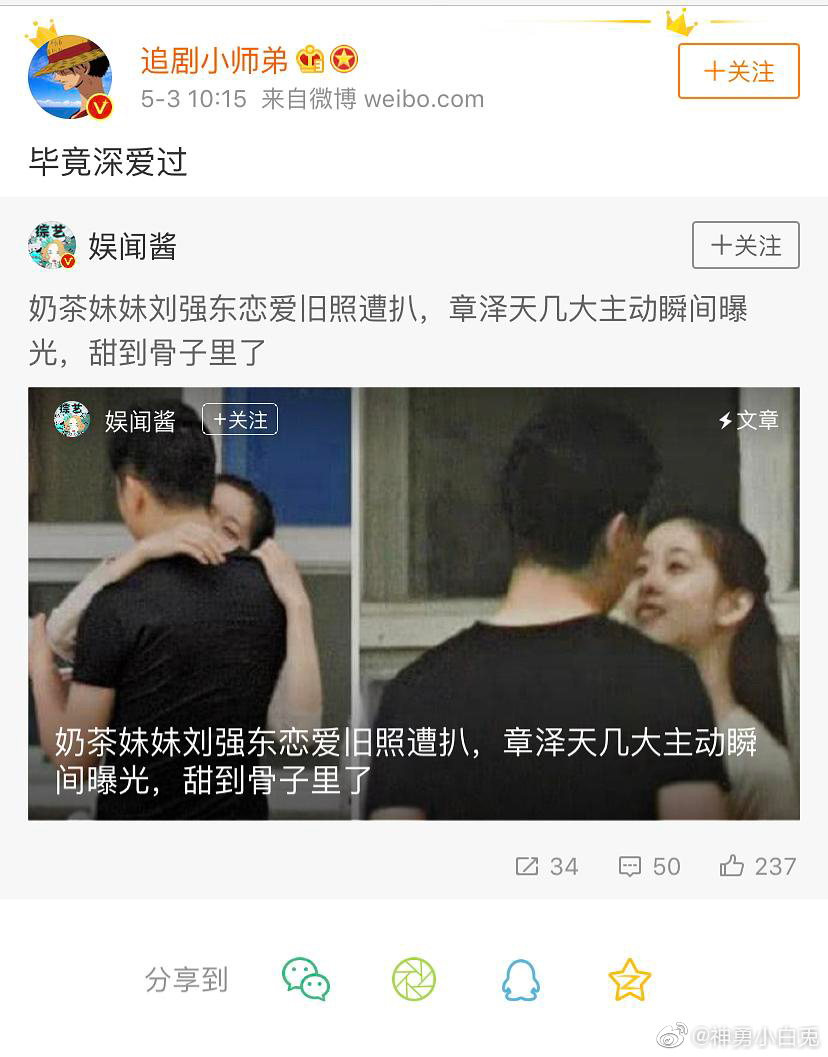 追剧小师弟
+关注
5-3 10:15 来自微博 weibo.com
毕竟深爱过
综艺
娱闻酱
+关注
奶茶妹妹刘强东恋爱旧照遭扒，章泽天几大主动瞬间曝
光，甜到骨子里了
综艺
娱闻酱
+关注
文章
奶茶妹妹刘强东恋爱旧照遭扒，章泽天几大主动瞬
间曝光，甜到骨子里了
34
50
237
分享到
@神勇小白兎